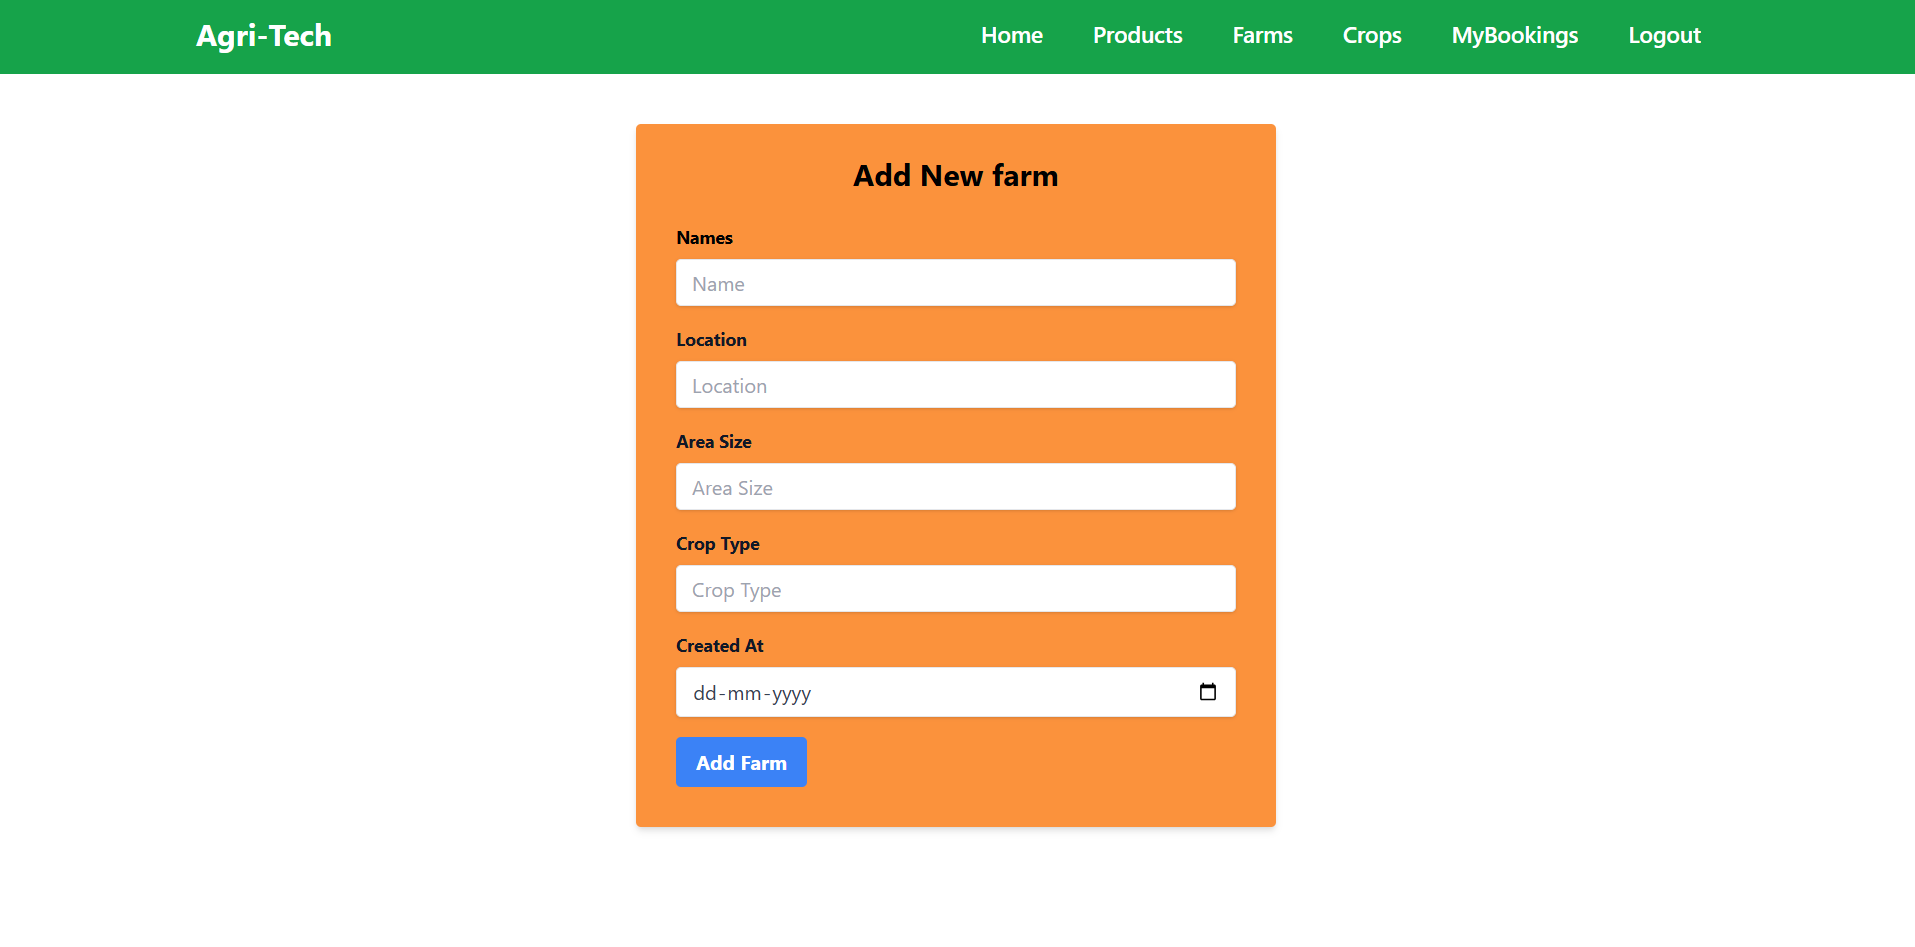 Agri-Tech Home Products Farms Crops MyBookings Logout
Add New farm
Names
Name
Location
Location
Area Size
Area Size
Crop Type
Crop Type
Created At
dd-mm-yyyy
Add Farm